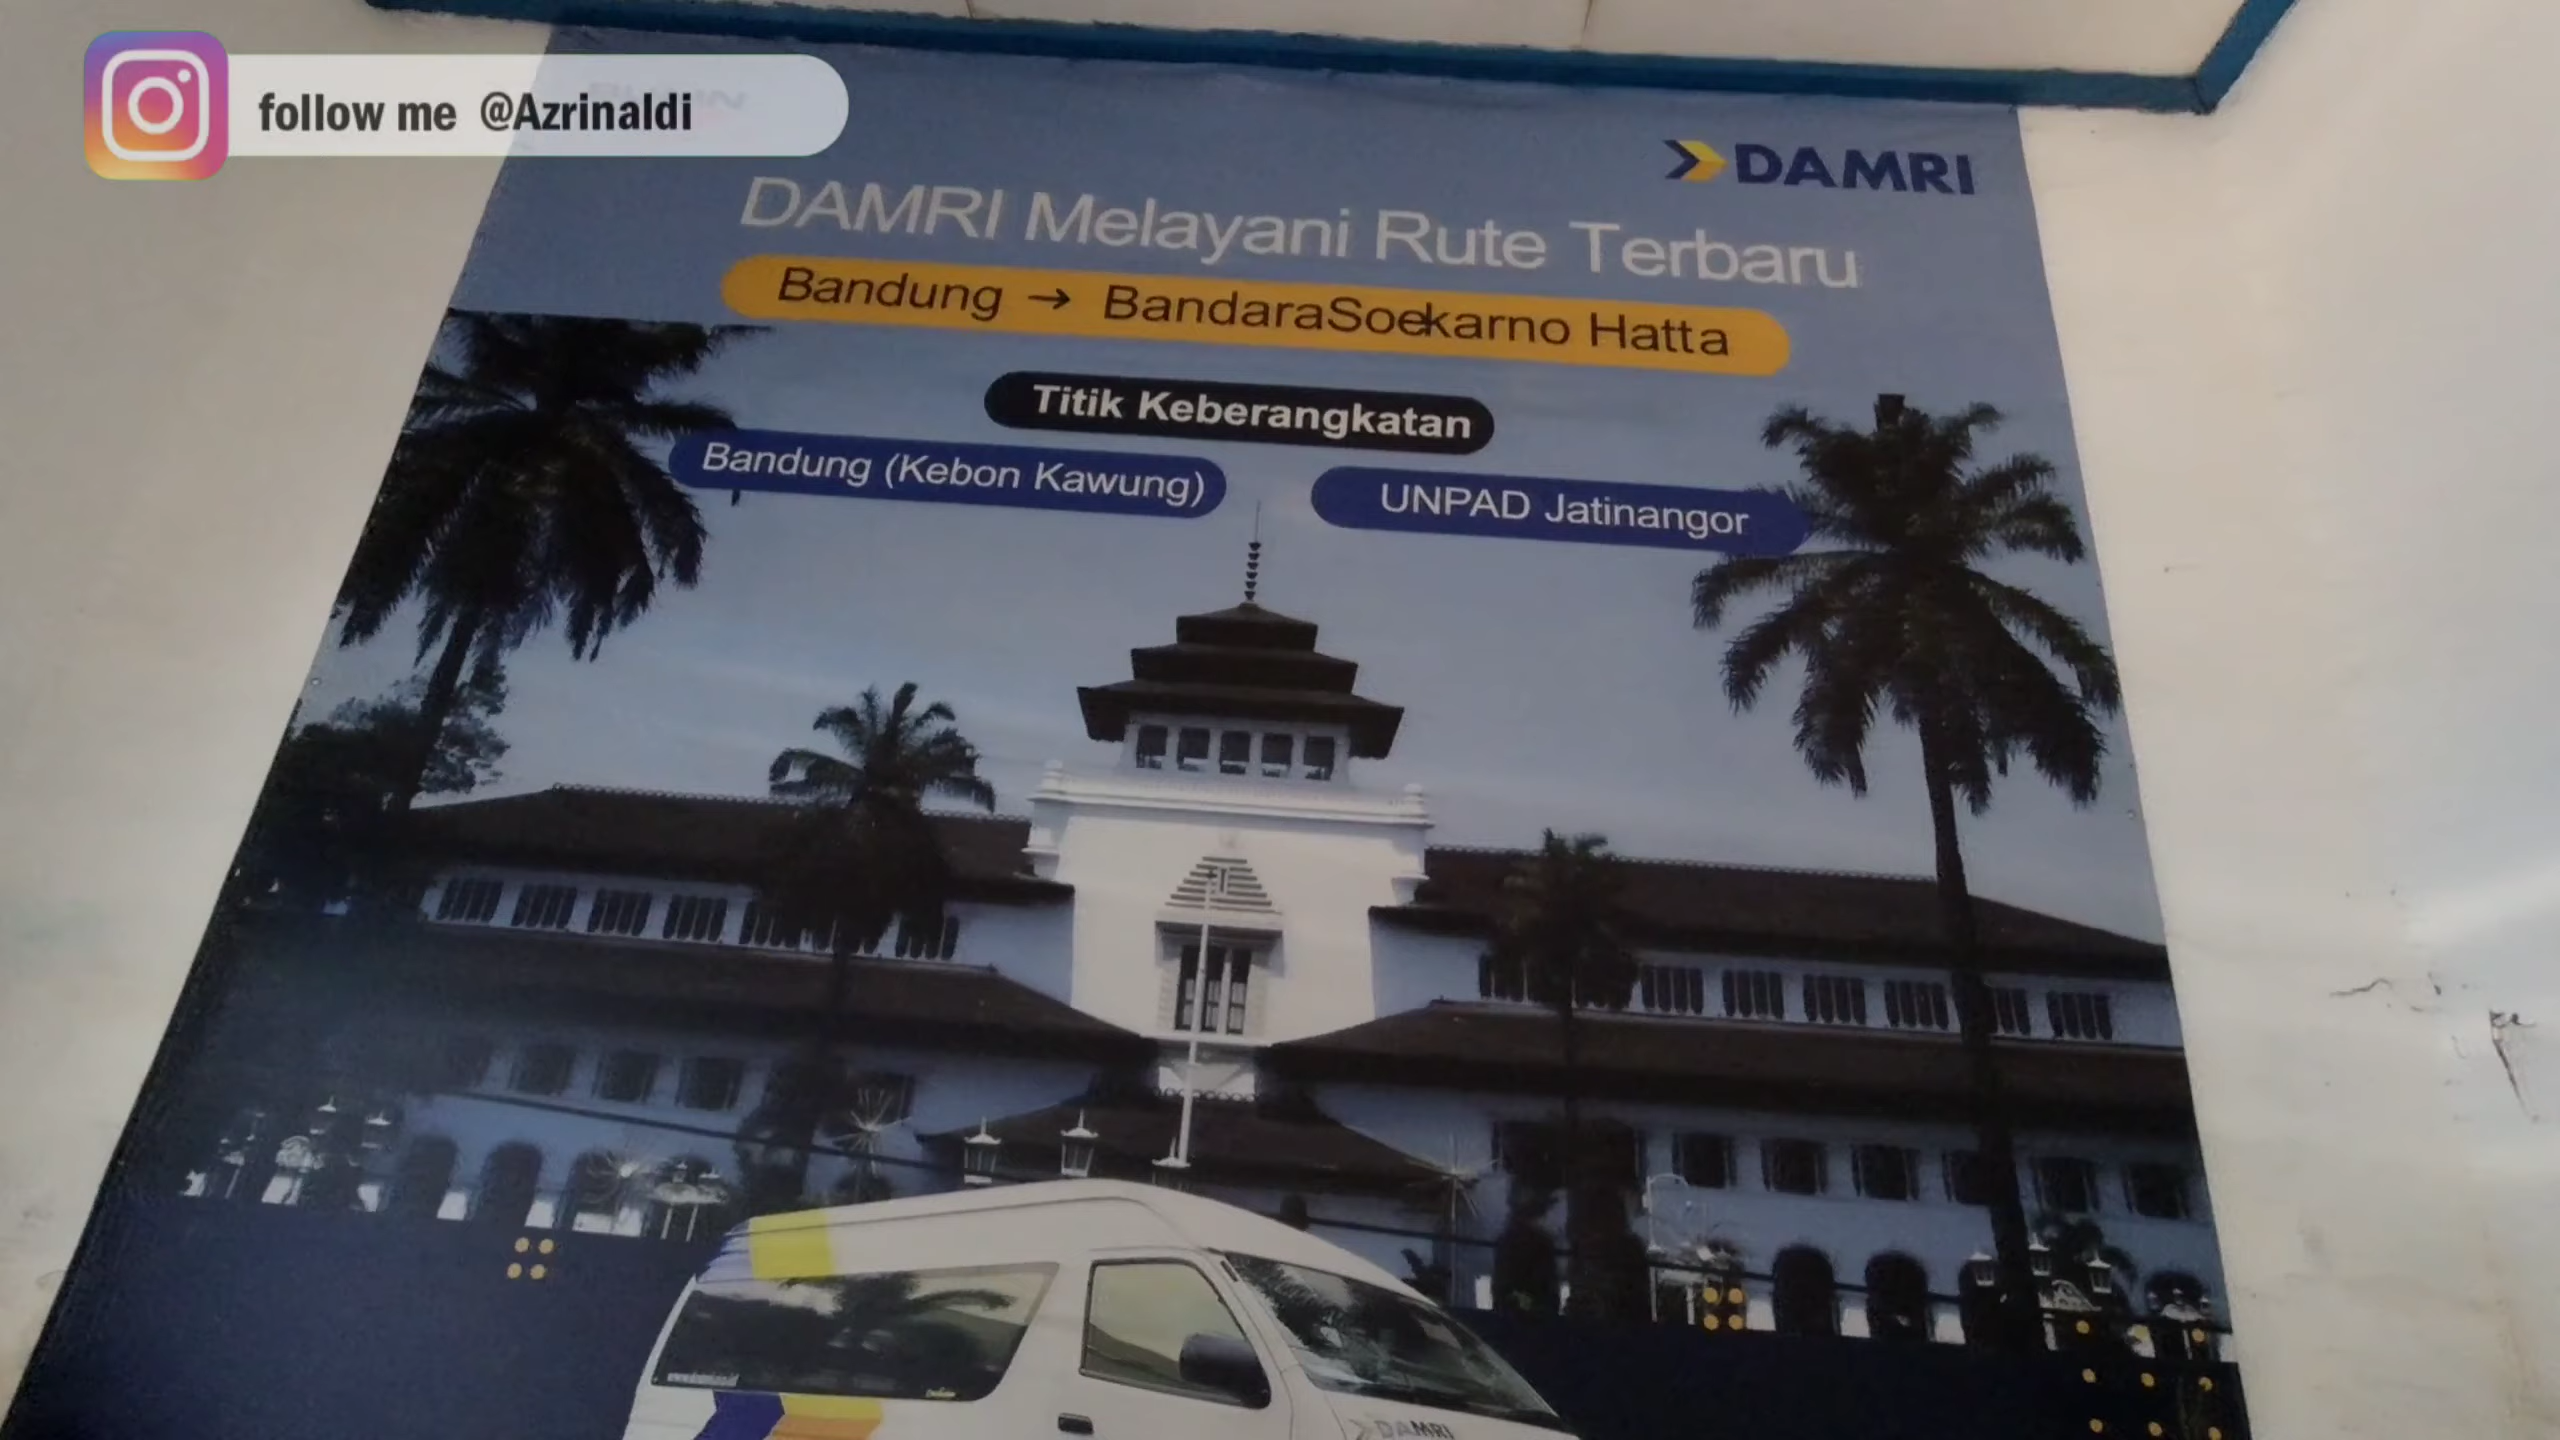 follow me @Azrinaldi
DAMRI
DAMRI Melayani Rute Terbaru
Bandung → BandaraSoekarno Hatta
Titik Keberangkatan
Bandung (Kebon Kawung)
UNPAD Jatinangor
DAMRI